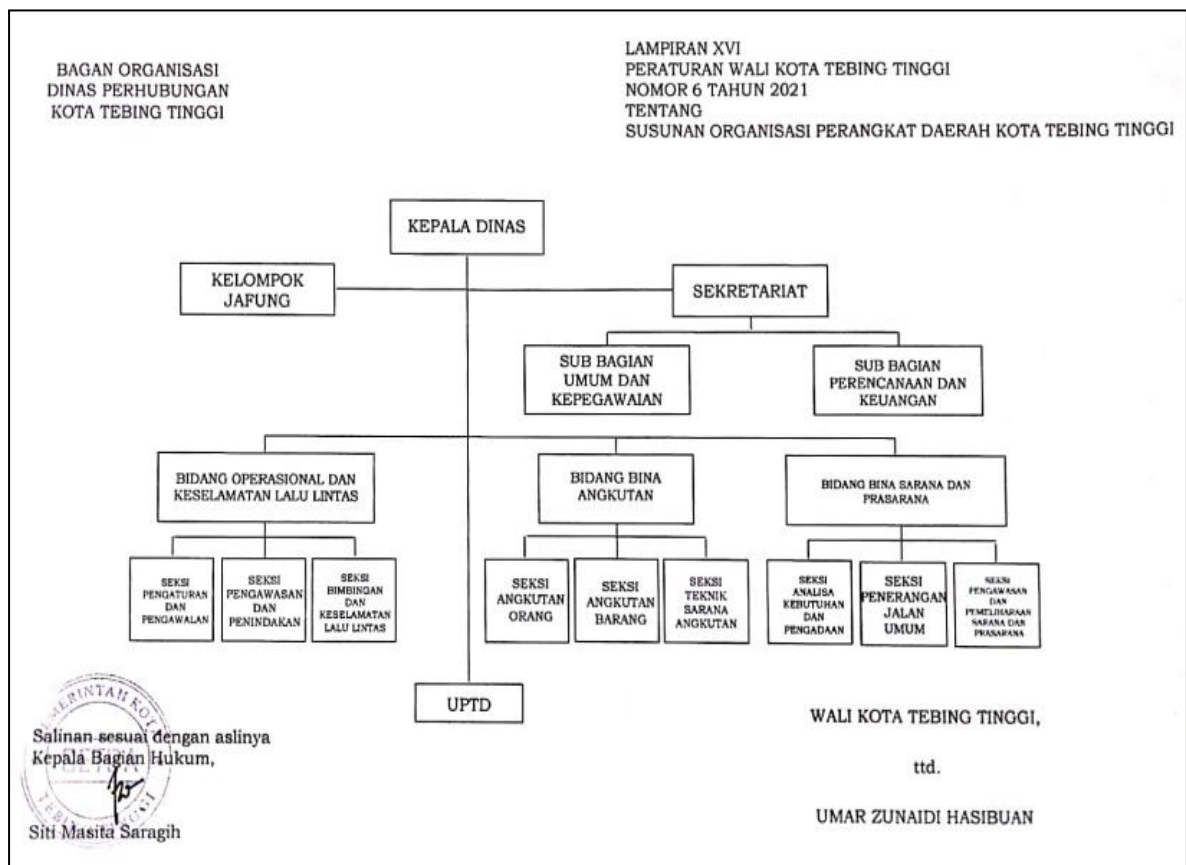 BAGAN ORGANISASI
DINAS PERHUBUNGAN
KOTA TEBING TINGGI
LAMPIRAN XVI
PERATURAN WALI KOTA TEBING TINGGI
NOMOR 6 TAHUN 2021
TENTANG
SUSUNAN ORGANISASI PERANGKAT DAERAH KOTA TEBING TINGGI
KEPALA DINAS
KELOMPOK
JAFUNG
SEKRETARIAT
SUB BAGIAN
UMUM DAN
KEPEGAWAIAN
SUB BAGIAN
PERENCANAAN DAN
KEUANGAN
BIDANG OPERASIONAL DAN
KESELAMATAN LALU LINTAS
BIDANG BINA
ANGKUTAN
BIDANG BINA SARANA DAN
PRASARANA
SEKSI
PENGATURAN
DAN
PENGAWALAN
SEKSI
PENGAWASAN
DAN
PENINDAKAN
SEKSI
BIMBINGAN
DAN
KESELAMATAN
LALU LINTAS
SEKSI
ANGKUTAN
ORANG
SEKSI
ANGKUTAN
BARANG
SEKSI
TEKNIK
SARANA
ANGKUTAN
SEKSI
ANALISA
KEBUTUHAN
DAN
PENGADAAN
SEKSI
PENERANGAN
JALAN
UMUM
SEKSI
PENGAWASAN
DAN
PEMELIHARAAN
SARANA DAN
PRASARANA
UPTD
Salinan sesuai dengan aslinya
Kepala Bagian Hukum,
Siti Masita Saragih
WALI KOTA TEBING TINGGI,
ttd.
UMAR ZUNAIDI HASIBUAN